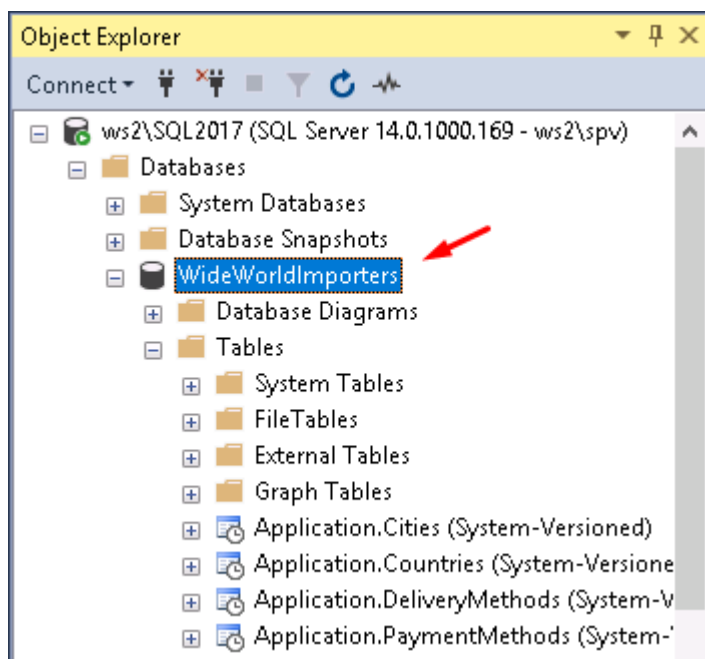 Object Explorer
Connect
ws2\SQL2017 (SQL Server 14.0.1000.169 - ws2\spv)
Databases
System Databases
Database Snapshots
WideWorldImporters
Database Diagrams
Tables
System Tables
FileTables
External Tables
Graph Tables
Application.Cities (System-Versioned)
Application.Countries (System-Versione
Application.DeliveryMethods (System-V
Application.PaymentMethods (System-